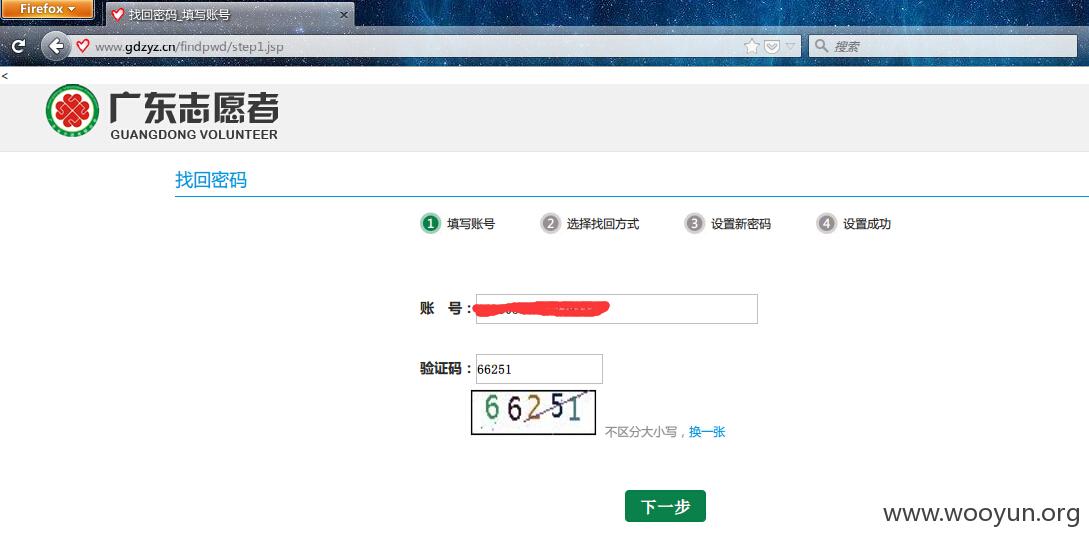 Firefox
找回密码_填写账号
www.gdzyz.cn/findpwd/step1.jsp
搜索
<
广东志愿者
GUANGDONG VOLUNTEER
找回密码
1 填写账号 2 选择找回方式 3 设置新密码 4 设置成功
账 号：
验证码：66251
66251
不区分大小写，换一张
下一步
www.wooyun.org